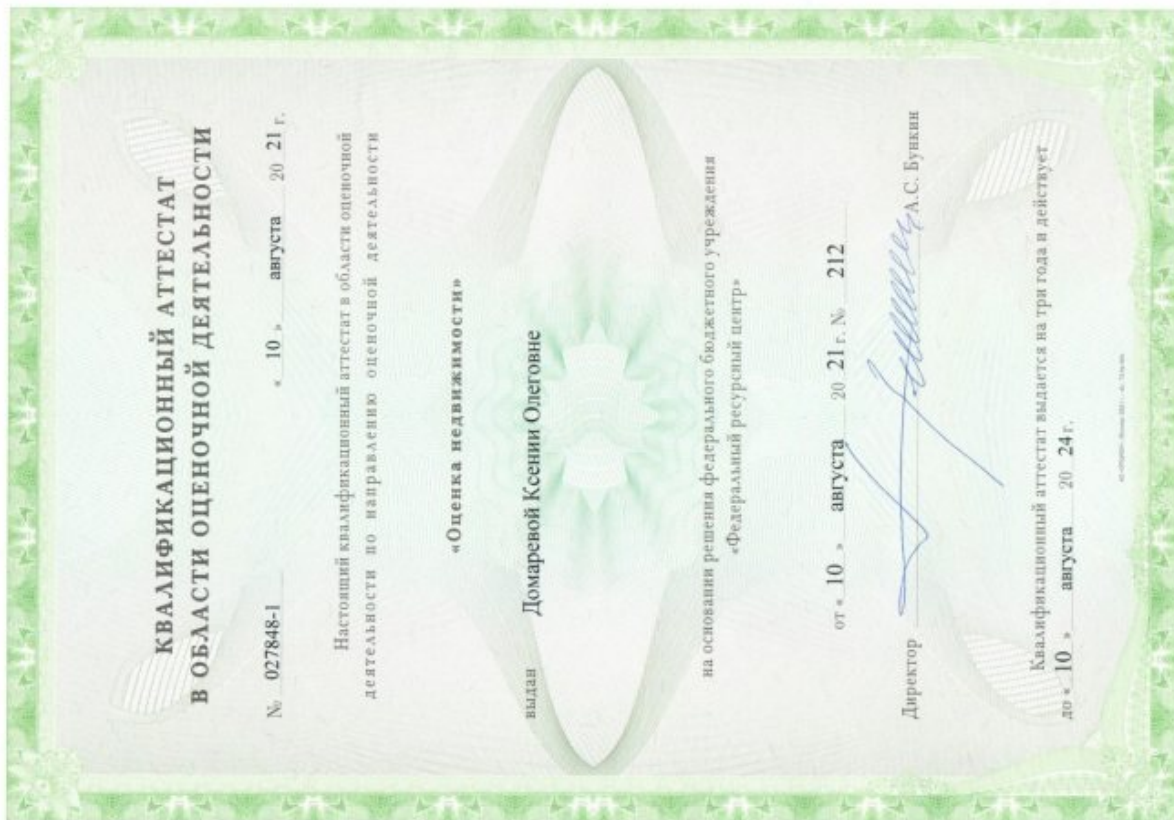 КВАЛИФИКАЦИОННЫЙ АТТЕСТАТ
В ОБЛАСТИ ОЦЕНОЧНОЙ ДЕЯТЕЛЬНОСТИ
№ 027848-1 « 10 » августа 20 21 г.
Настоящий квалификационный аттестат в области оценочной
деятельности по направлению оценочной деятельности
«Оценка недвижимости»
выдан Домаревой Ксении Олеговне
на основании решения федерального бюджетного учреждения
«Федеральный ресурсный центр»
от « 10 » августа 20 21 г. № 212
Директор А.С. Бункин
Квалификационный аттестат выдается на три года и действует
до « 10 » августа 20 24 г.